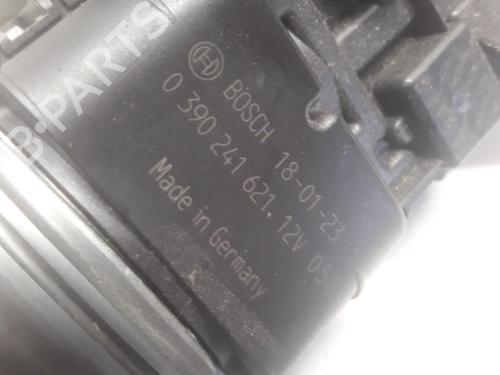 BOSCH 18-01-23
0 390 241 621. 12V
Made in Germany
B-PARTS